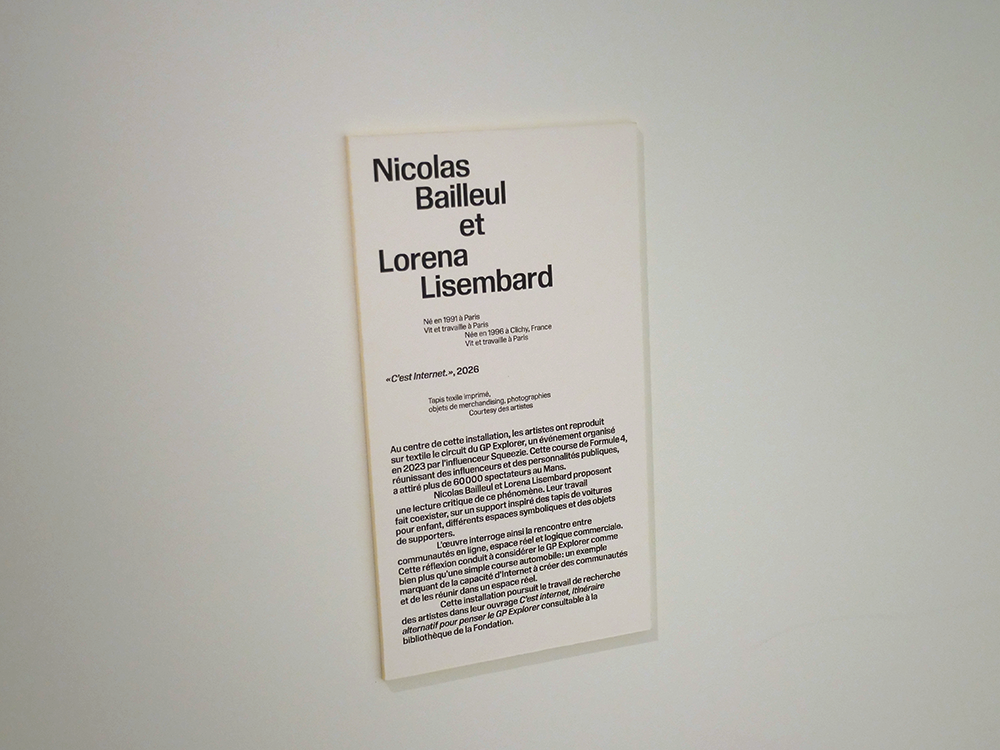 Nicolas
Bailleul
et
Lorena
Lisembard
Né en 1991 à Paris
Vit et travaille à Paris
Née en 1996 à Clichy, France
Vit et travaille à Paris
«C'est Internet.», 2026
Tapis textile imprimé,
objets de merchandising, photographies
Courtesy des artistes
Au centre de cette installation, les artistes ont reproduit
sur textile le circuit du GP Explorer, un événement organisé
en 2023 par l'influenceur Squeezie. Cette course de Formule 4,
réunissant des influenceurs et des personnalités publiques,
a attiré plus de 60 000 spectateurs au Mans.
Nicolas Bailleul et Lorena Lisembard proposent
une lecture critique de ce phénomène. Leur travail
fait coexister, sur un support inspiré des tapis de voitures
pour enfant, différents espaces symboliques et des objets
de supporters.
L'œuvre interroge ainsi la rencontre entre
communautés en ligne, espace réel et logique commerciale.
Cette réflexion conduit à considérer le GP Explorer comme
bien plus qu'une simple course automobile : un exemple
marquant de la capacité d'Internet à créer des communautés
et de les réunir dans un espace réel.
Cette installation poursuit le travail de recherche
des artistes dans leur ouvrage C'est internet, Itinéraire
alternatif pour penser le GP Explorer consultable à la
bibliothèque de la Fondation.